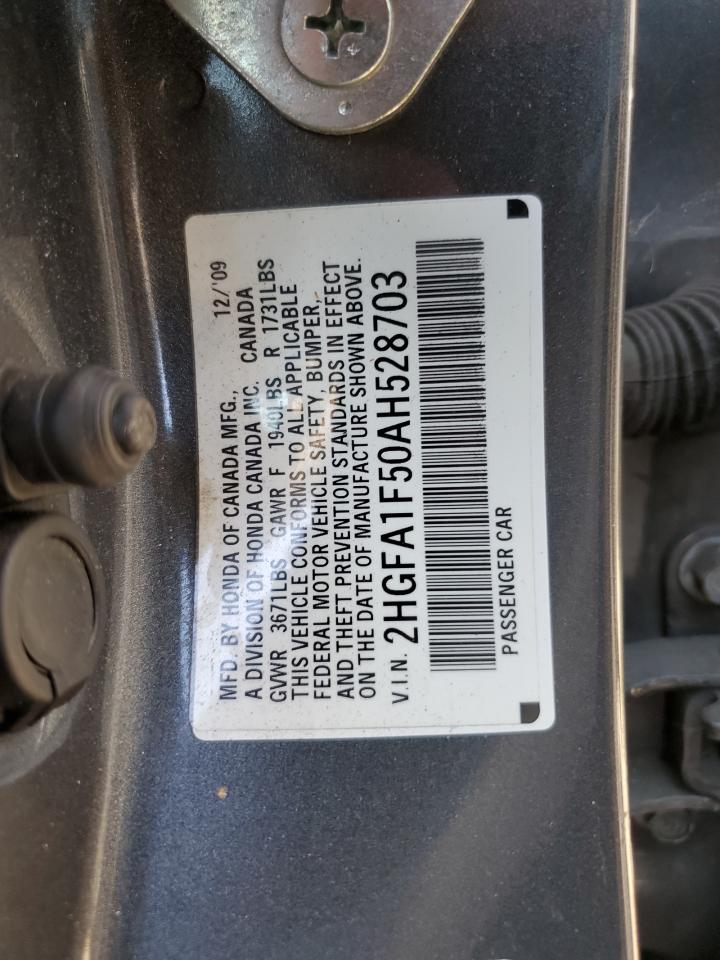 MFD. BY HONDA OF CANADA MFG., 12/'09
A DIVISION OF HONDA CANADA INC. CANADA
GVWR 3671LBS GAWR F 1940LBS R 1731LBS
THIS VEHICLE CONFORMS TO ALL APPLICABLE
FEDERAL MOTOR VEHICLE SAFETY, BUMPER,
AND THEFT PREVENTION STANDARDS IN EFFECT
ON THE DATE OF MANUFACTURE SHOWN ABOVE.
V.I.N. 2HGFA1F50AH528703
PASSENGER CAR